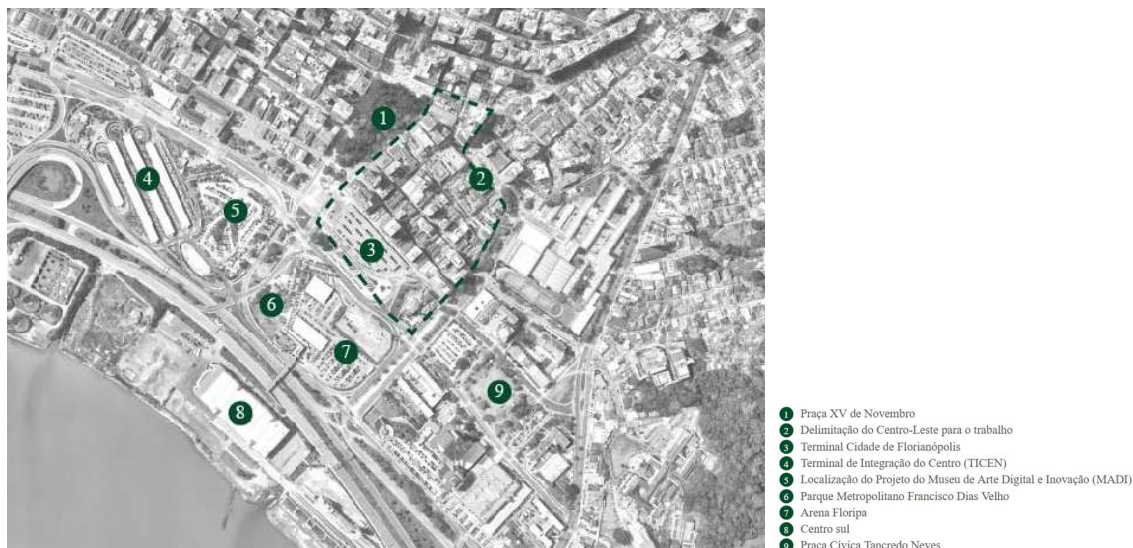 1
2
3
4
5
6
7
8
9
1 Praça XV de Novembro
2 Delimitação do Centro-Leste para o trabalho
3 Terminal Cidade de Florianópolis
4 Terminal de Integração do Centro (TICEN)
5 Localização do Projeto do Museu de Arte Digital e Inovação (MADI)
6 Parque Metropolitano Francisco Dias Velho
7 Arena Floripa
8 Centro sul
9 Praça Cívica Tancredo Neves